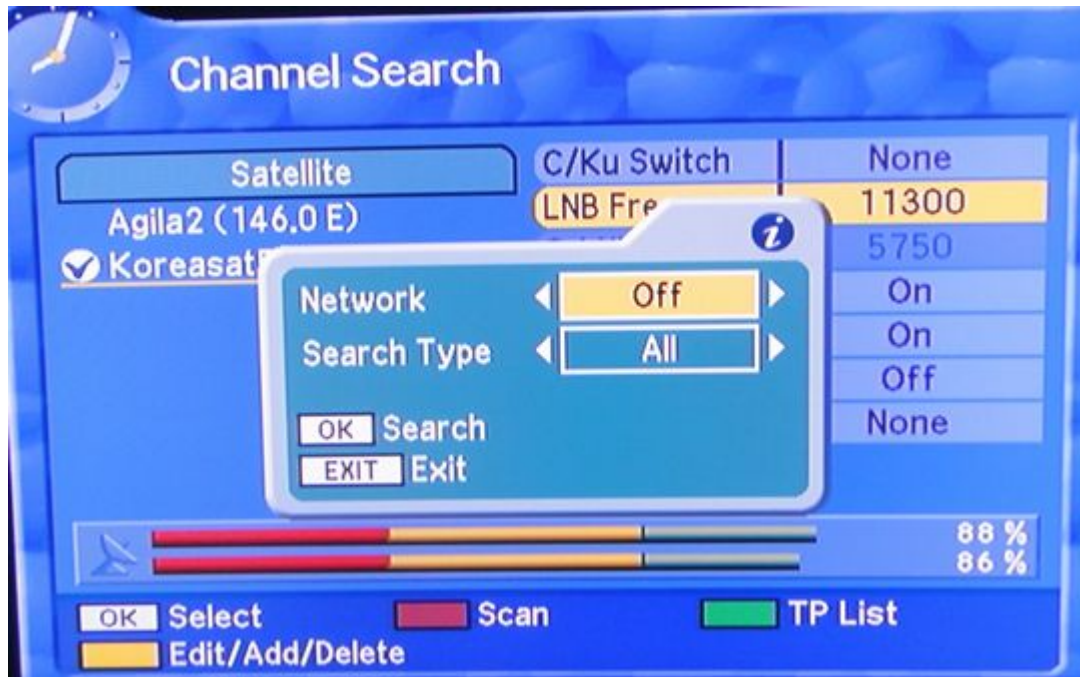 Channel Search
Satellite
Agila2 (146.0 E)
Koreasat
C/Ku Switch None
LNB Fre 11300
5750
On
On
Off
None
Network Off
Search Type All
OK Search
EXIT Exit
88 %
86 %
OK Select Scan TP List
Edit/Add/Delete